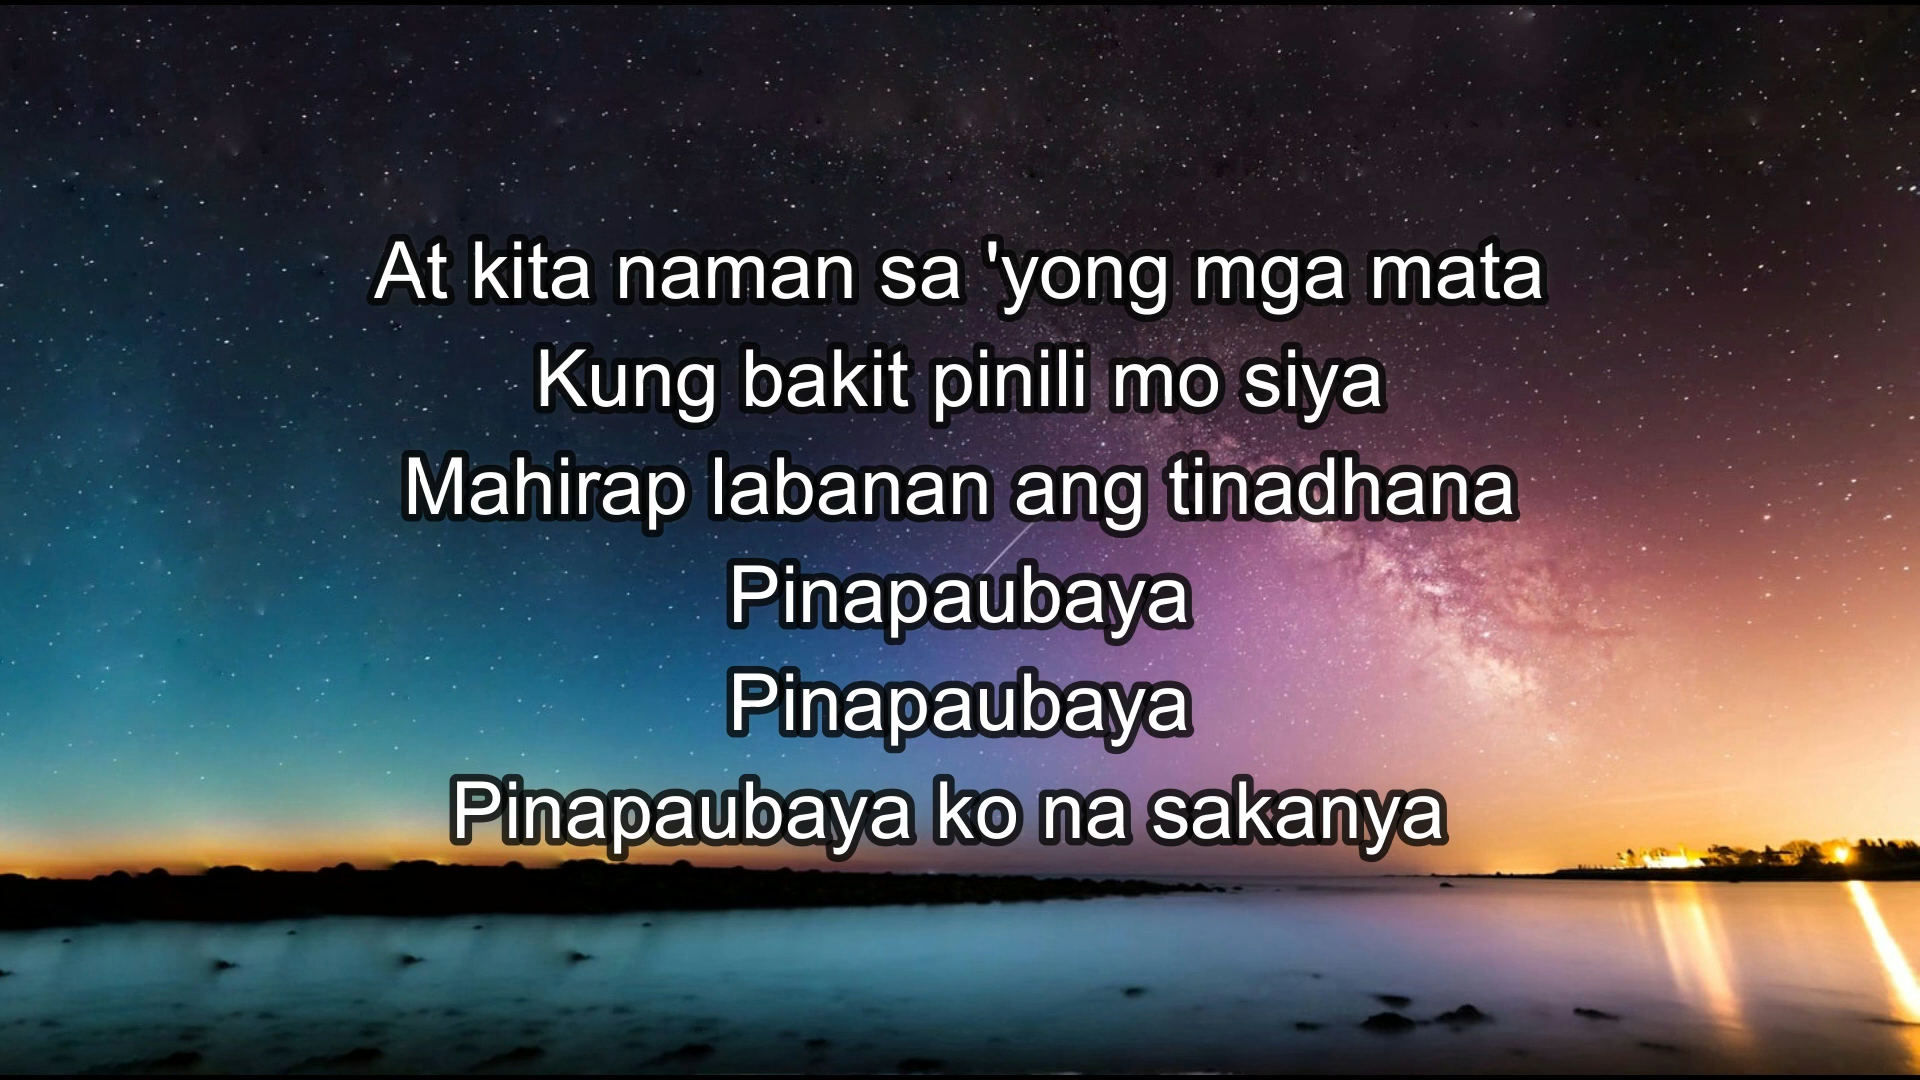 At kita naman sa 'yong mga mata
Kung bakit pinili mo siya
Mahirap labanan ang tinadhana
Pinapaubaya
Pinapaubaya
Pinapaubaya ko na sakanya